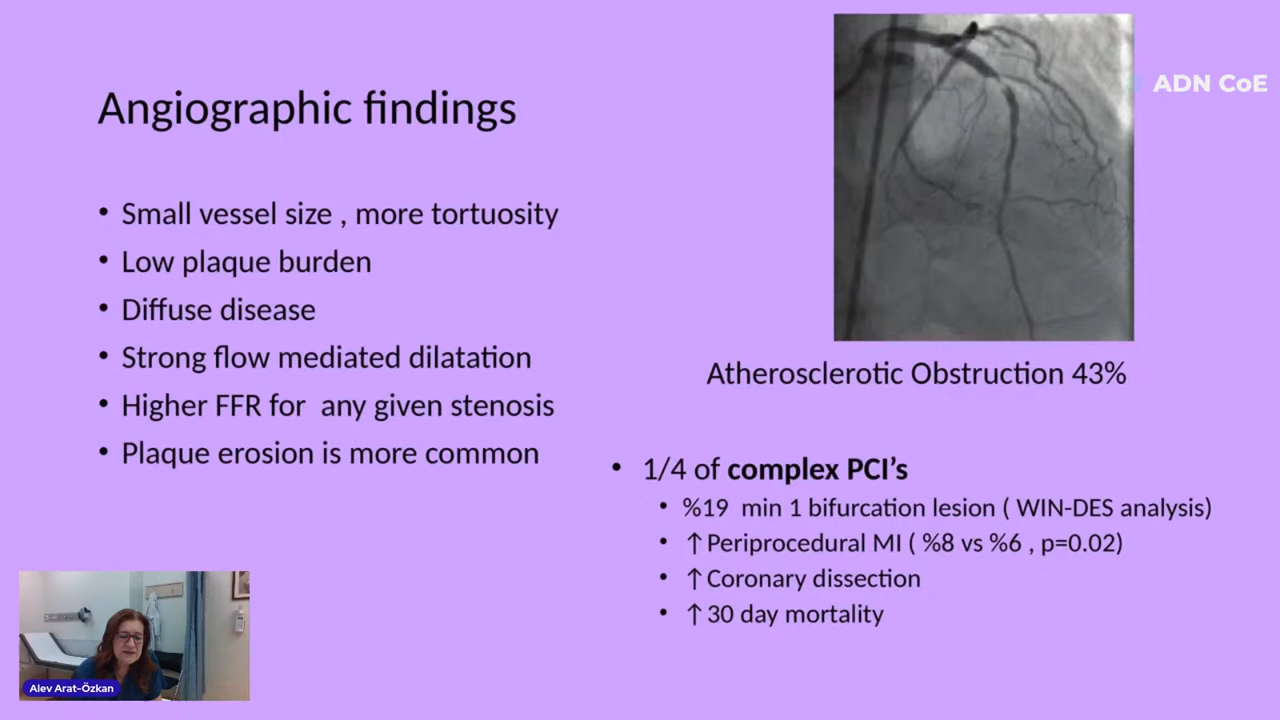 ADN CoE
Angiographic findings
• Small vessel size , more tortuosity
• Low plaque burden
• Diffuse disease
• Strong flow mediated dilatation
• Higher FFR for  any given stenosis
• Plaque erosion is more common
Atherosclerotic Obstruction 43%
• 1/4 of complex PCI’s
• %19  min 1 bifurcation lesion ( WIN-DES analysis)
• ↑Periprocedural MI ( %8 vs %6 , p=0.02)
• ↑Coronary dissection
• ↑30 day mortality
Alev Arat-Özkan